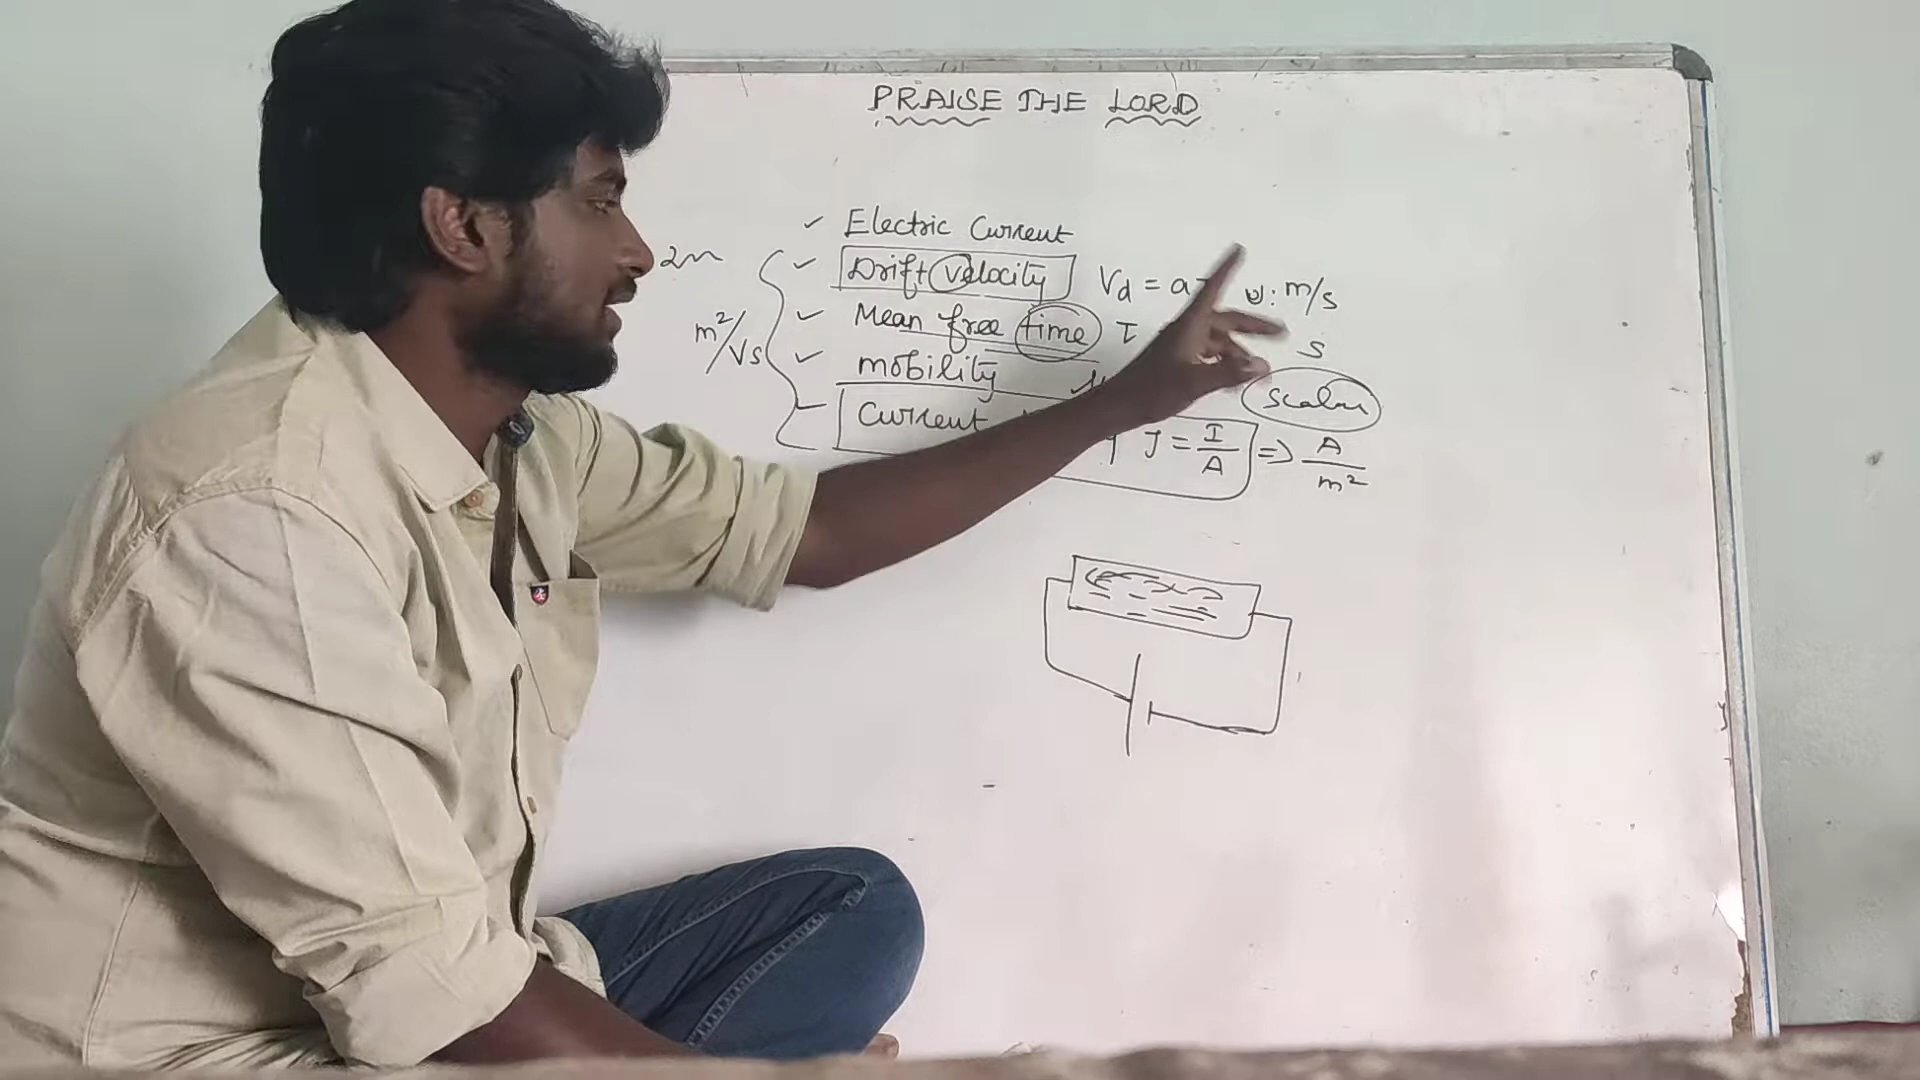 PRAISE THE LORD
✓ Electric Current
2m
✓ Drift Velocity Vd = a : m/s
✓ Mean free time τ s
m²/Vs
✓ mobility scalar
Current J = I/A => A/m²